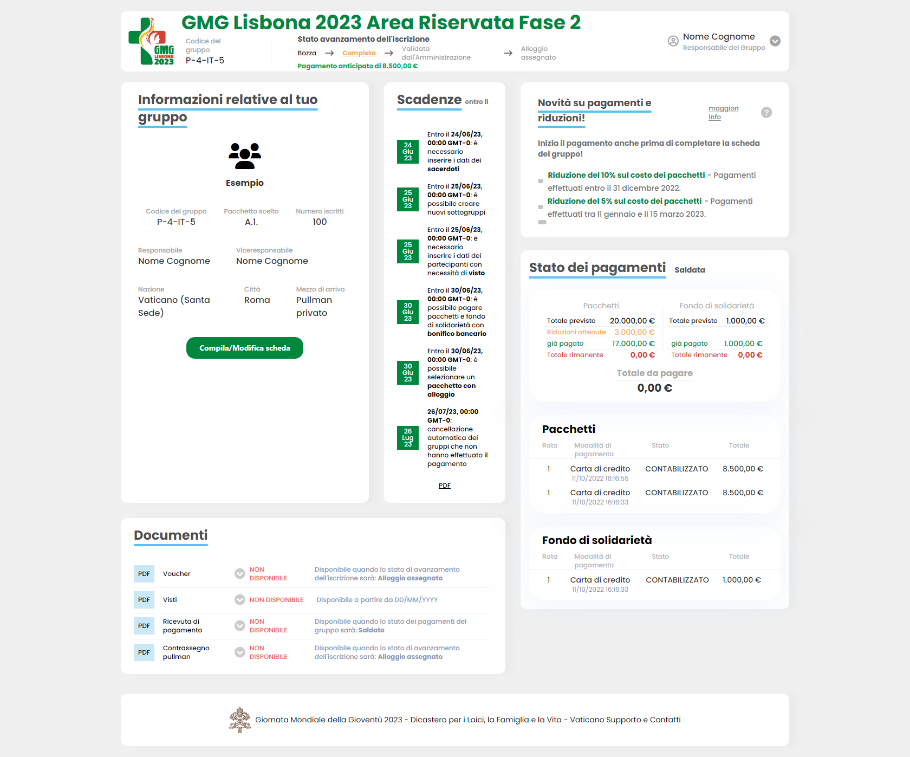 GMG Lisbona 2023 Area Riservata Fase 2
GMG
LISBONA
2023
Codice del
gruppo
P-4-IT-5
Stato avanzamento dell'iscrizione
Bozza
Completa
Validata
dall'Amministrazione
Alloggio
assegnato
Pagamento anticipato di 8.500,00 €
Nome Cognome
Responsabile del Gruppo
Informazioni relative al tuo
gruppo
Esempio
Codice del gruppo
P-4-IT-5
Pacchetto scelto
A.1.
Numero iscritti
100
Responsabile
Nome Cognome
Viceresponsabile
Nome Cognome
Nazione
Vaticano (Santa
Sede)
Città
Roma
Mezzo di arrivo
Pullman
privato
Compila/Modifica scheda
Scadenze entro il
24
Giu
23
Entro il 24/06/23,
00:00 GMT-0: è
necessario
inserire i dati dei
sacerdoti
25
Giu
23
Entro il 25/06/23,
00:00 GMT-0: è
possibile creare
nuovi sottogruppi
25
Giu
23
Entro il 25/06/23,
00:00 GMT-0: è
necessario
inserire i dati dei
partecipanti con
necessità di visto
30
Giu
23
Entro il 30/06/23,
00:00 GMT-0: è
possibile pagare
pacchetti e fondo
di solidarietà con
bonifico bancario
30
Giu
23
Entro il 30/06/23,
00:00 GMT-0: è
possibile
selezionare un
pacchetto con
alloggio
26
Lug
23
26/07/23, 00:00
GMT-0:
cancellazione
automatica dei
gruppi che non
hanno effettuato il
pagamento
PDF
Novità su pagamenti e
riduzioni!
maggiori
info
?
Inizia il pagamento anche prima di completare la scheda
del gruppo!
Riduzione del 10% sul costo dei pacchetti - Pagamenti
effettuati entro il 31 dicembre 2022.
Riduzione del 5% sul costo dei pacchetti - Pagamenti
effettuati tra l'1 gennaio e il 15 marzo 2023.
Stato dei pagamenti Saldata
Pacchetti
Totale previsto 20.000,00 €
Riduzioni ottenute 3.000,00 €
già pagato 17.000,00 €
Totale rimanente 0,00 €
Fondo di solidarietà
Totale previsto 1.000,00 €
già pagato 1.000,00 €
Totale rimanente 0,00 €
Totale da pagare
0,00 €
Pacchetti
Rata Modalità di
pagamento Stato Totale
1 Carta di credito CONTABILIZZATO 8.500,00 €
11/10/2022 16:16:55
1 Carta di credito CONTABILIZZATO 8.500,00 €
11/10/2022 16:16:33
Fondo di solidarietà
Rata Modalità di
pagamento Stato Totale
1 Carta di credito CONTABILIZZATO 1.000,00 €
11/10/2022 16:16:33
Documenti
PDF Voucher NON
DISPONIBILE
Disponibile quando lo stato di avanzamento
dell'iscrizione sarà: Alloggio assegnato
PDF Visti NON DISPONIBILE Disponibile a partire da DD/MM/YYYY
PDF Ricevuta di
pagamento
NON
DISPONIBILE
Disponibile quando lo stato dei pagamenti del
gruppo sarà: Saldato
PDF Contrassegno
pullman
NON
DISPONIBILE
Disponibile quando lo stato di avanzamento
dell'iscrizione sarà: Alloggio assegnato
Giornata Mondiale della Gioventù 2023 - Dicastero per i Laici, la Famiglia e la Vita - Vaticano Supporto e Contatti